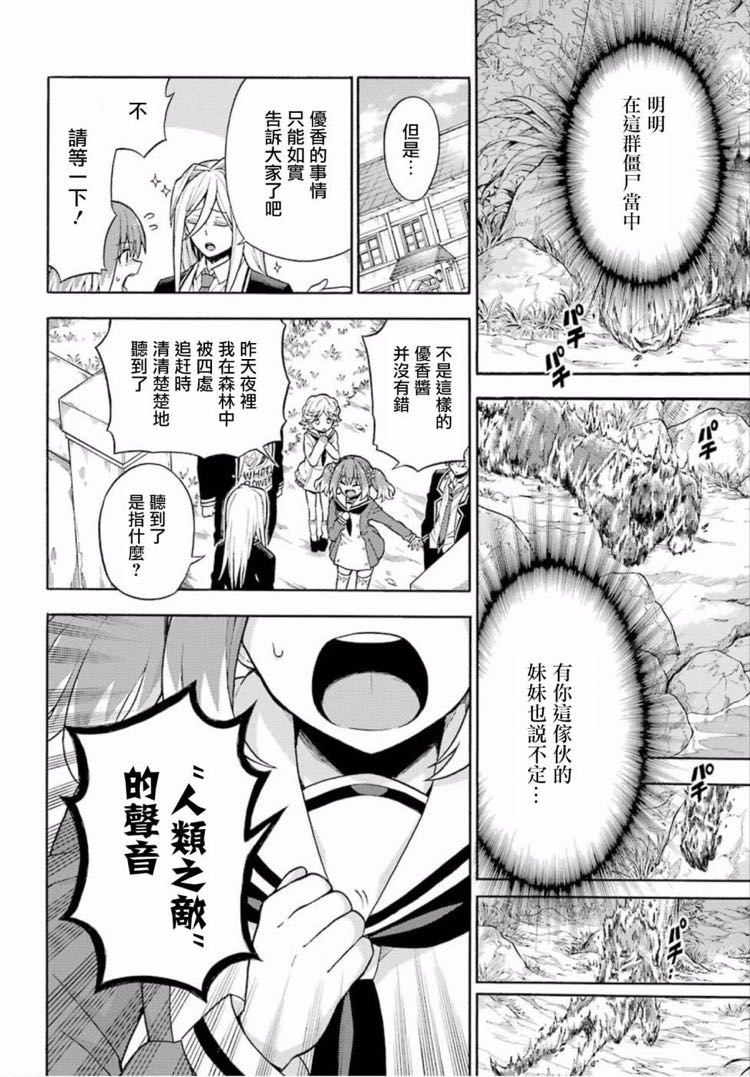 明明
在這群僵尸當中
パチ
パチ
有你這傢伙的
妹妹也説不定…
パチ
パチ…
但是…
優香的事情
只能如實
告訴大家了吧
不
請等一下！
不是這樣的
優香醬
并沒有錯
昨天夜裡
我在森林中
被四處
追赶時
清清楚楚地
聽到了
WHAT
聽到了
是指什麼？
“人類之敵”
的聲音